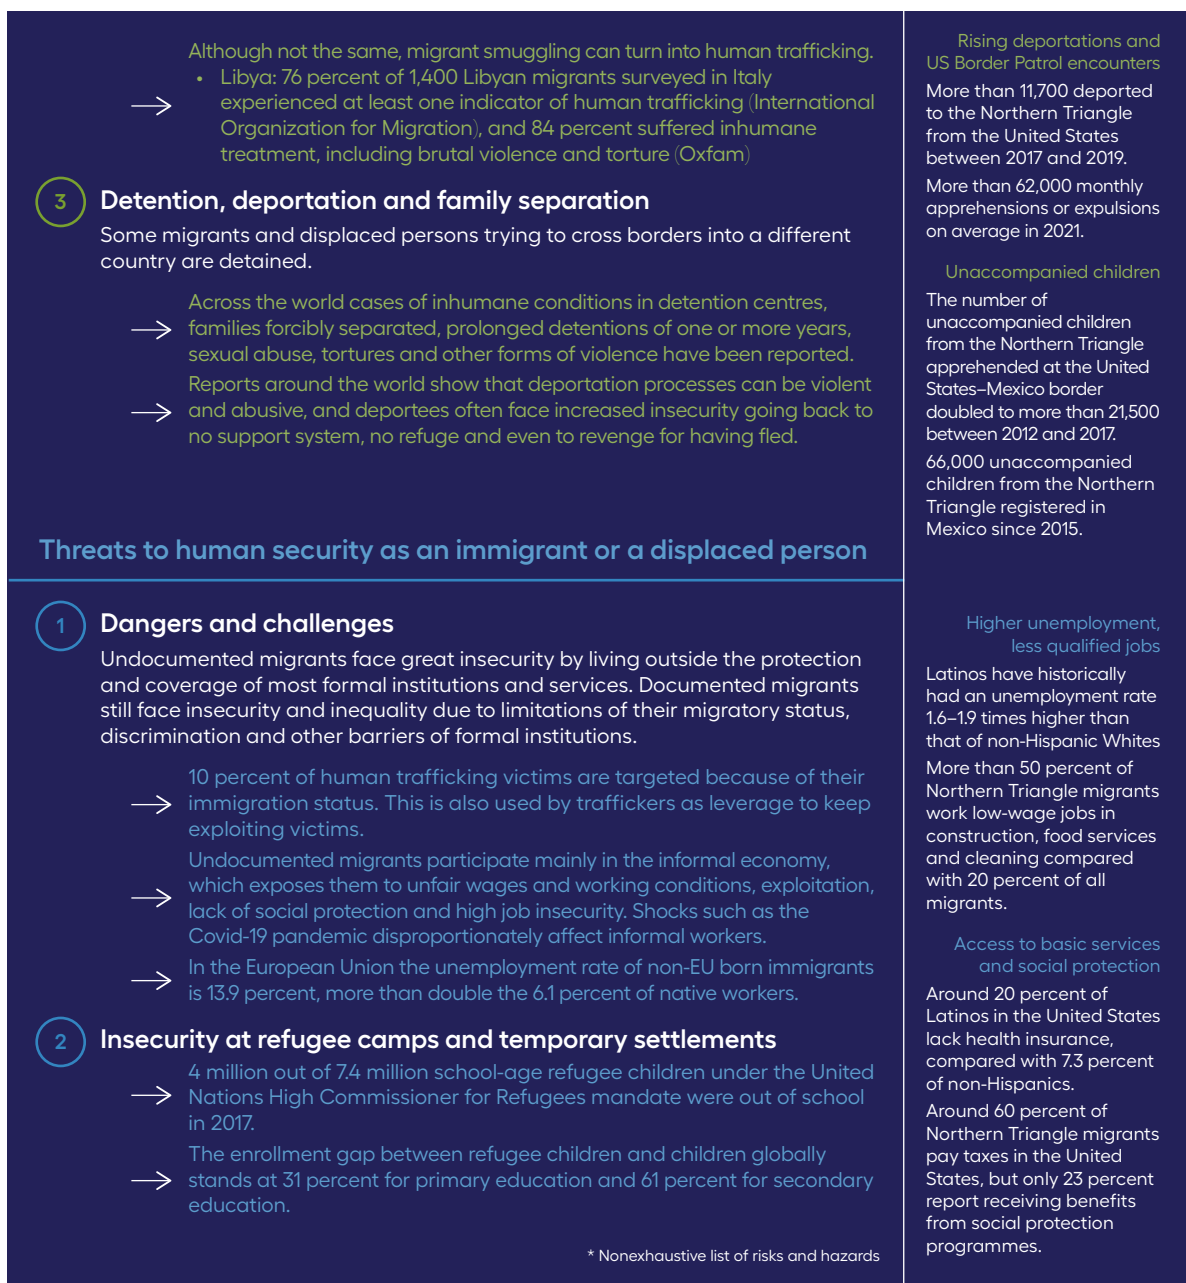 Although not the same, migrant smuggling can turn into human trafficking.
• Libya: 76 percent of 1,400 Libyan migrants surveyed in Italy
experienced at least one indicator of human trafficking (International
Organization for Migration), and 84 percent suffered inhumane
treatment, including brutal violence and torture (Oxfam)
3
Detention, deportation and family separation
Some migrants and displaced persons trying to cross borders into a different
country are detained.
Across the world cases of inhumane conditions in detention centres,
families forcibly separated, prolonged detentions of one or more years,
sexual abuse, tortures and other forms of violence have been reported.
Reports around the world show that deportation processes can be violent
and abusive, and deportees often face increased insecurity going back to
no support system, no refuge and even to revenge for having fled.
Threats to human security as an immigrant or a displaced person
1
Dangers and challenges
Undocumented migrants face great insecurity by living outside the protection
and coverage of most formal institutions and services. Documented migrants
still face insecurity and inequality due to limitations of their migratory status,
discrimination and other barriers of formal institutions.
10 percent of human trafficking victims are targeted because of their
immigration status. This is also used by traffickers as leverage to keep
exploiting victims.
Undocumented migrants participate mainly in the informal economy,
which exposes them to unfair wages and working conditions, exploitation,
lack of social protection and high job insecurity. Shocks such as the
Covid-19 pandemic disproportionately affect informal workers.
In the European Union the unemployment rate of non-EU born immigrants
is 13.9 percent, more than double the 6.1 percent of native workers.
2
Insecurity at refugee camps and temporary settlements
4 million out of 7.4 million school-age refugee children under the United
Nations High Commissioner for Refugees mandate were out of school
in 2017.
The enrollment gap between refugee children and children globally
stands at 31 percent for primary education and 61 percent for secondary
education.
* Nonexhaustive list of risks and hazards
Rising deportations and
US Border Patrol encounters
More than 11,700 deported
to the Northern Triangle
from the United States
between 2017 and 2019.
More than 62,000 monthly
apprehensions or expulsions
on average in 2021.
Unaccompanied children
The number of
unaccompanied children
from the Northern Triangle
apprehended at the United
States–Mexico border
doubled to more than 21,500
between 2012 and 2017.
66,000 unaccompanied
children from the Northern
Triangle registered in
Mexico since 2015.
Higher unemployment,
less qualified jobs
Latinos have historically
had an unemployment rate
1.6–1.9 times higher than
that of non-Hispanic Whites
More than 50 percent of
Northern Triangle migrants
work low-wage jobs in
construction, food services
and cleaning compared
with 20 percent of all
migrants.
Access to basic services
and social protection
Around 20 percent of
Latinos in the United States
lack health insurance,
compared with 7.3 percent
of non-Hispanics.
Around 60 percent of
Northern Triangle migrants
pay taxes in the United
States, but only 23 percent
report receiving benefits
from social protection
programmes.